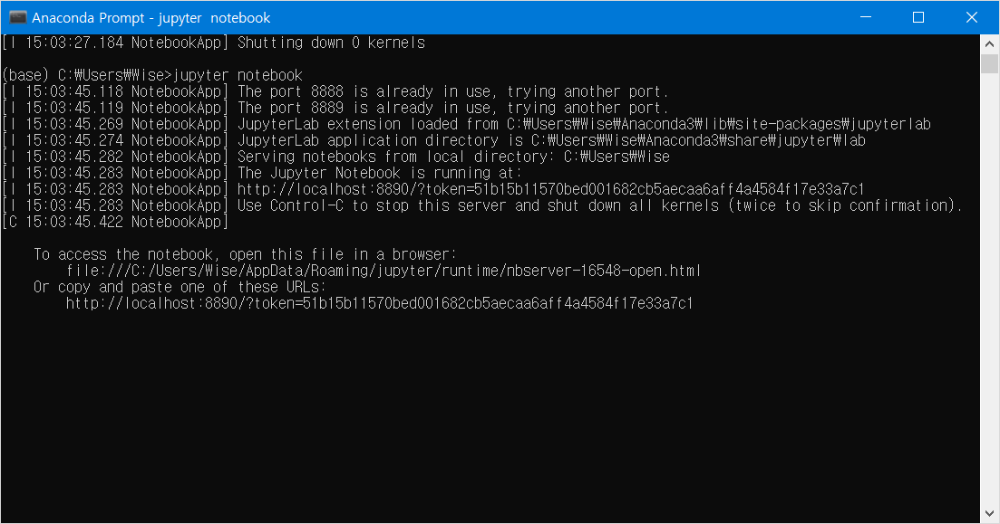 Anaconda Prompt - jupyter  notebook
[I 15:03:27.184 NotebookApp] Shutting down 0 kernels
(base) C:₩Users₩Wise>jupyter notebook
[I 15:03:45.118 NotebookApp] The port 8888 is already in use, trying another port.
[I 15:03:45.119 NotebookApp] The port 8889 is already in use, trying another port.
[I 15:03:45.269 NotebookApp] JupyterLab extension loaded from C:₩Users₩Wise₩Anaconda3₩lib₩site-packages₩jupyterlab
[I 15:03:45.274 NotebookApp] JupyterLab application directory is C:₩Users₩Wise₩Anaconda3₩share₩jupyter₩lab
[I 15:03:45.282 NotebookApp] Serving notebooks from local directory: C:₩Users₩Wise
[I 15:03:45.283 NotebookApp] The Jupyter Notebook is running at:
[I 15:03:45.283 NotebookApp] http://localhost:8890/?token=51b15b11570bed001682cb5aecaa6aff4a4584f17e33a7c1
[I 15:03:45.283 NotebookApp] Use Control-C to stop this server and shut down all kernels (twice to skip confirmation).
[C 15:03:45.422 NotebookApp]
To access the notebook, open this file in a browser:
file:///C:/Users/Wise/AppData/Roaming/jupyter/runtime/nbserver-16548-open.html
Or copy and paste one of these URLs:
http://localhost:8890/?token=51b15b11570bed001682cb5aecaa6aff4a4584f17e33a7c1